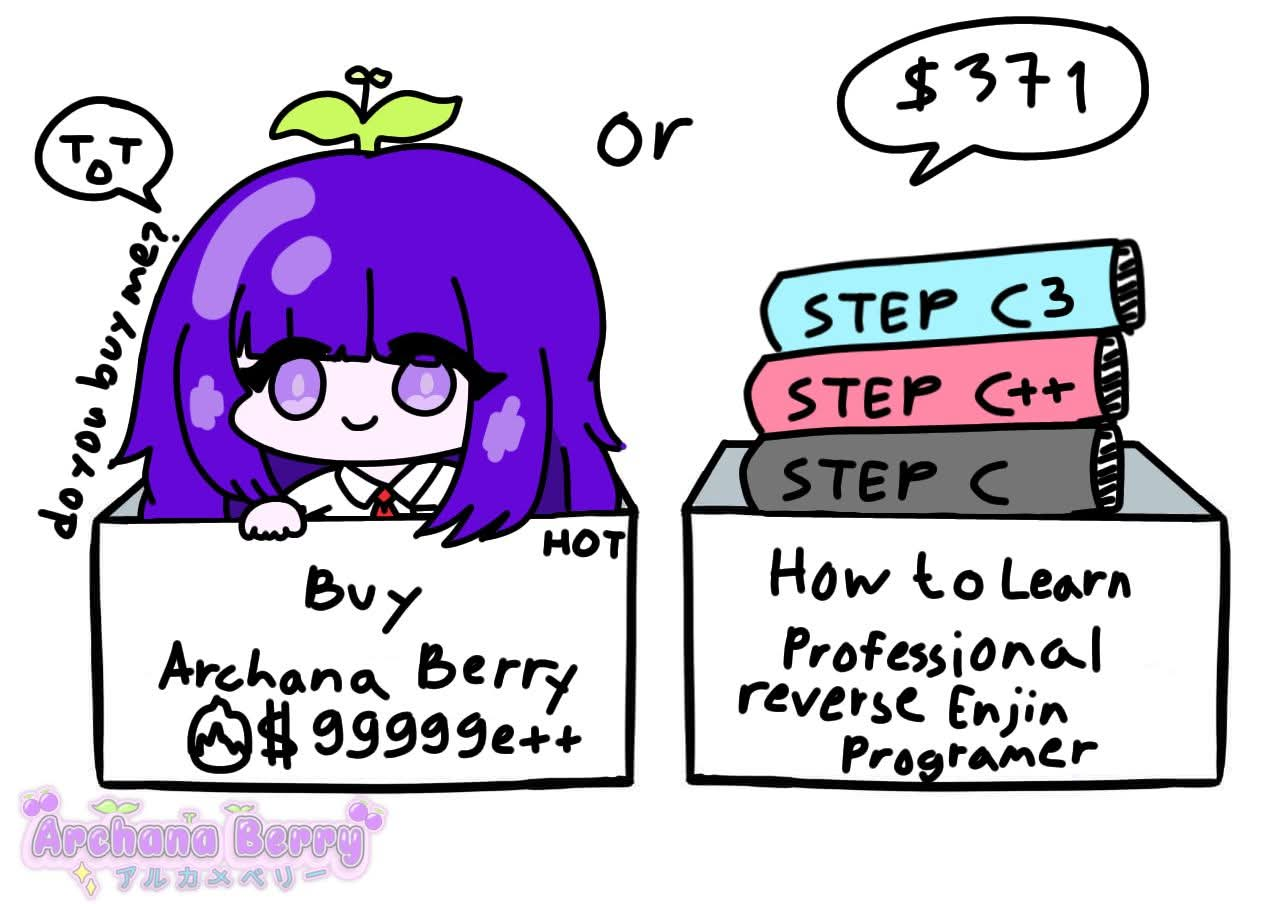 TOT
do you buy me?
or
$371
STEP C3
STEP C++
STEP C
HOT
Buy
Archana Berry
$ 99999e++
How to Learn
Professional
reverse Enjin
Programer
Archana Berry
アルカメベリー